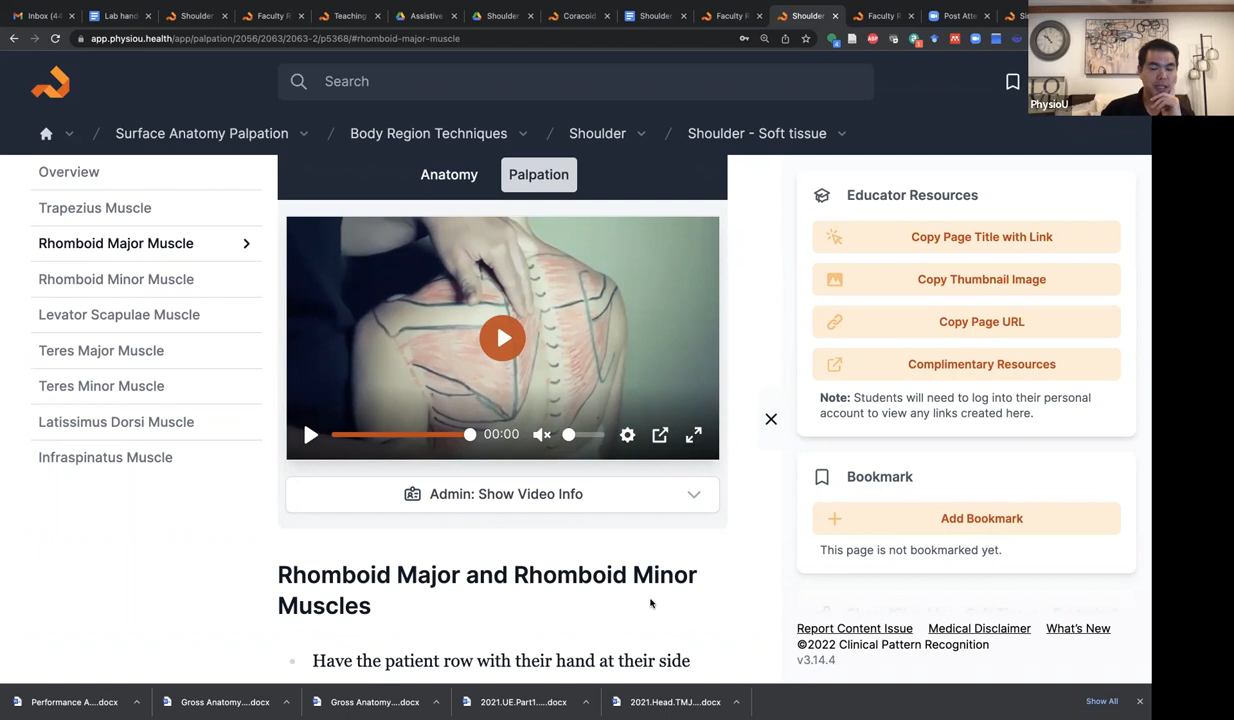 Inbox (44
Lab hand
Shoulder
Faculty R
Teaching
Assistive
Shoulder
Coracoid
Shoulder
Faculty R
Shoulder
Faculty R
Post Atte
app.physiou.health/app/palpation/2056/2063/2063-2/p5368/#rhomboid-major-muscle
PhysioU
Search
/ Surface Anatomy Palpation / Body Region Techniques / Shoulder / Shoulder - Soft tissue
Overview
Trapezius Muscle
Rhomboid Major Muscle
Rhomboid Minor Muscle
Levator Scapulae Muscle
Teres Major Muscle
Teres Minor Muscle
Latissimus Dorsi Muscle
Infraspinatus Muscle
Anatomy Palpation
00:00
Admin: Show Video Info
Rhomboid Major and Rhomboid Minor
Muscles
Have the patient row with their hand at their side
Educator Resources
Copy Page Title with Link
Copy Thumbnail Image
Copy Page URL
Complimentary Resources
Note: Students will need to log into their personal
account to view any links created here.
Bookmark
Add Bookmark
This page is not bookmarked yet.
Report Content Issue Medical Disclaimer What's New
©2022 Clinical Pattern Recognition
v3.14.4
Performance A....docx
Gross Anatomy....docx
Gross Anatomy....docx
2021.UE.Part1.....docx
2021.Head.TMJ....docx
Show All